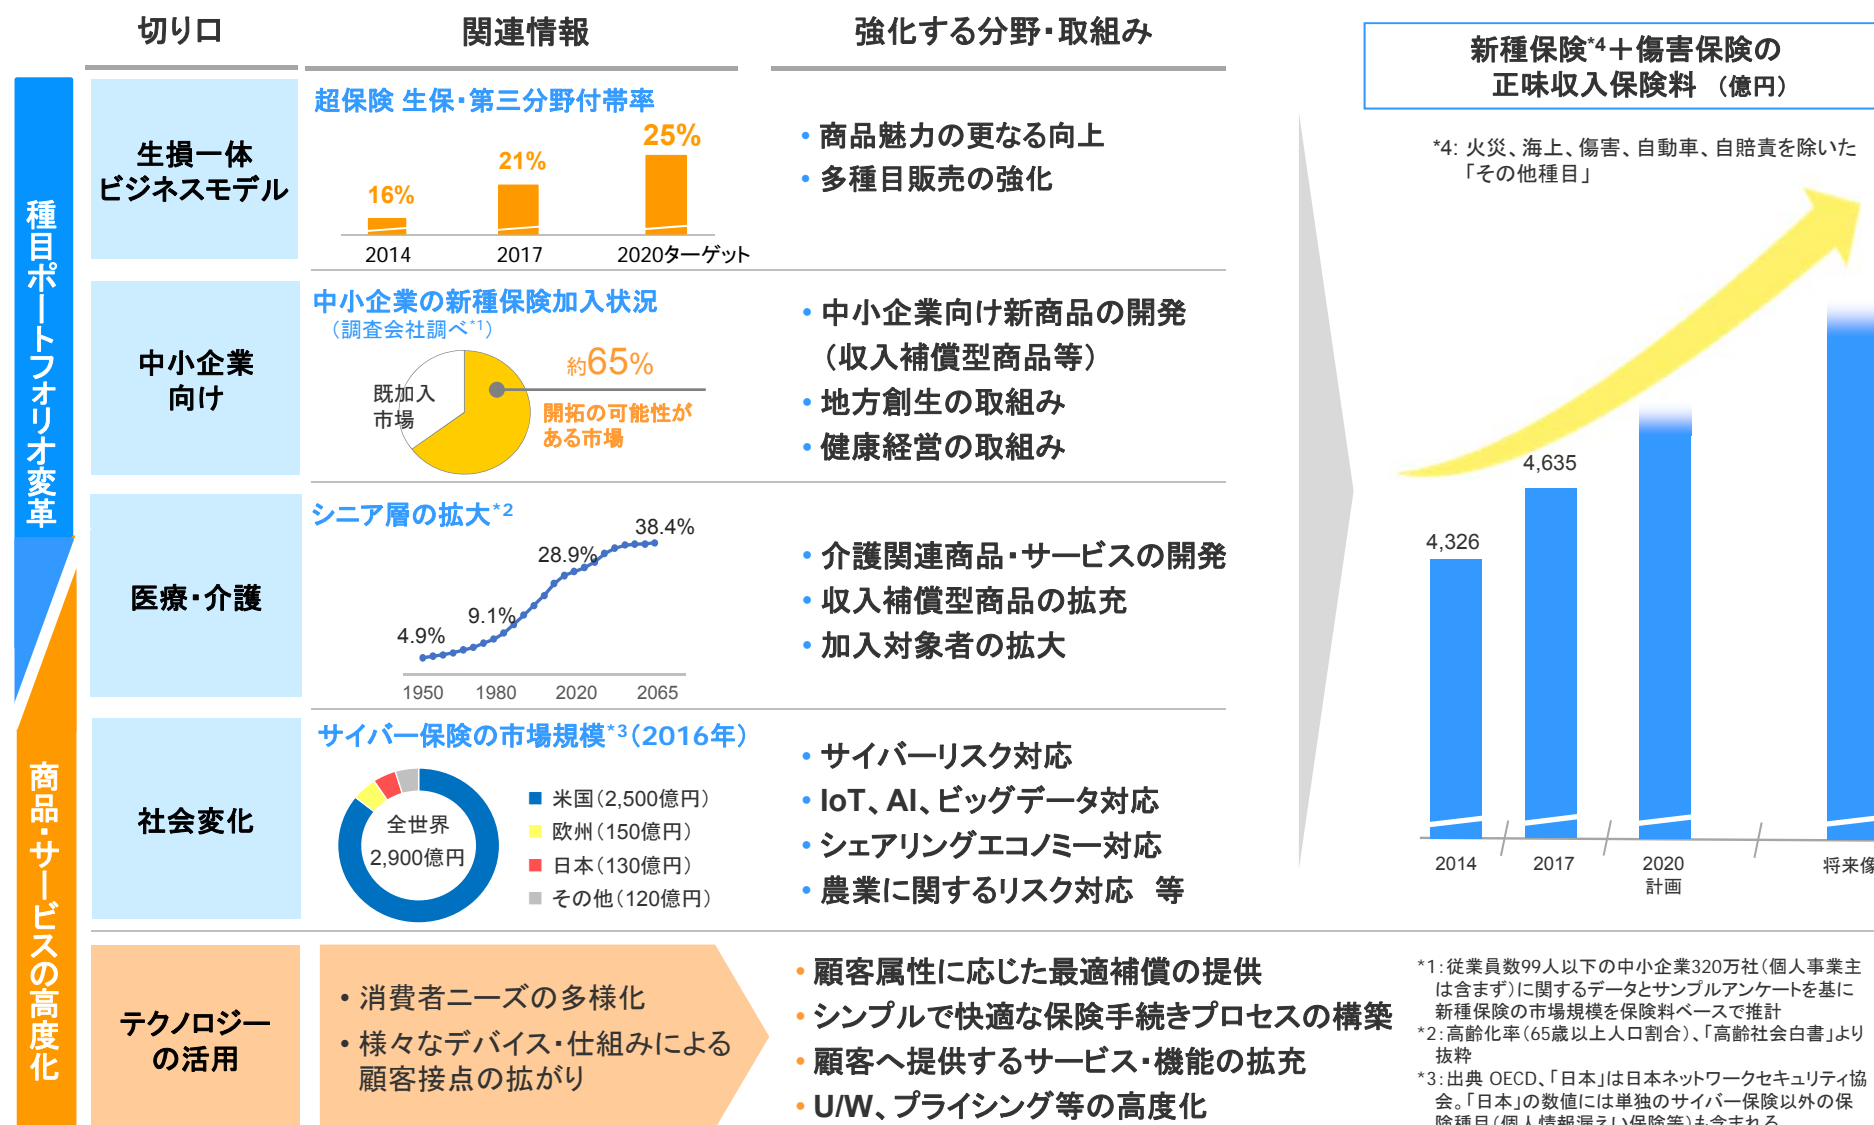 切り口
関連情報
強化する分野・取組み
種目ポートフォリオ変革
商品・サービスの高度化
生損一体
ビジネスモデル
超保険 生保・第三分野付帯率
16%
21%
25%
2014
2017
2020ターゲット
・商品魅力の更なる向上
・多種目販売の強化
中小企業
向け
中小企業の新種保険加入状況
（調査会社調べ*1）
既加入
市場
約65%
開拓の可能性が
ある市場
・中小企業向け新商品の開発
（収入補償型商品等）
・地方創生の取組み
・健康経営の取組み
医療・介護
シニア層の拡大*2
4.9%
9.1%
28.9%
38.4%
1950
1980
2020
2065
・介護関連商品・サービスの開発
・収入補償型商品の拡充
・加入対象者の拡大
社会変化
サイバー保険の市場規模*3（2016年）
全世界
2,900億円
米国（2,500億円）
欧州（150億円）
日本（130億円）
その他（120億円）
・サイバーリスク対応
・IoT、AI、ビッグデータ対応
・シェアリングエコノミー対応
・農業に関するリスク対応　等
テクノロジー
の活用
・消費者ニーズの多様化
・様々なデバイス・仕組みによる
顧客接点の拡がり
・顧客属性に応じた最適補償の提供
・シンプルで快適な保険手続きプロセスの構築
・顧客へ提供するサービス・機能の拡充
・U/W、プライシング等の高度化
新種保険*4＋傷害保険の
正味収入保険料　（億円）
*4: 火災、海上、傷害、自動車、自賠責を除いた
「その他種目」
4,326
4,635
2014
2017
2020
計画
将来像
*1：従業員数99人以下の中小企業320万社（個人事業主
は含まず）に関するデータとサンプルアンケートを基に
新種保険の市場規模を保険料ベースで推計
*2：高齢化率（65歳以上人口割合）、「高齢社会白書」より
抜粋
*3：出典 OECD、「日本」は日本ネットワークセキュリティ協
会。「日本」の数値には単独のサイバー保険以外の保
険種目（個人情報漏えい保険等）も含まれる